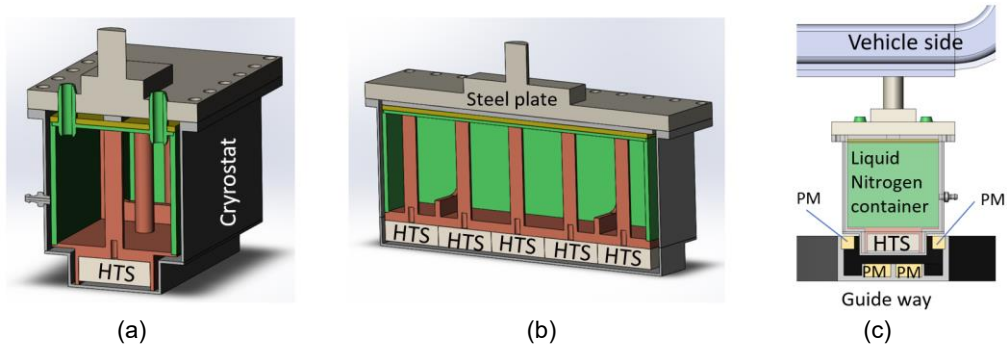 Cryrostat
HTS
(a)
Steel plate
HTS HTS HTS HTS HTS
(b)
Vehicle side
Liquid
Nitrogen
container
PM
PM
HTS
PM PM
Guide way
(c)